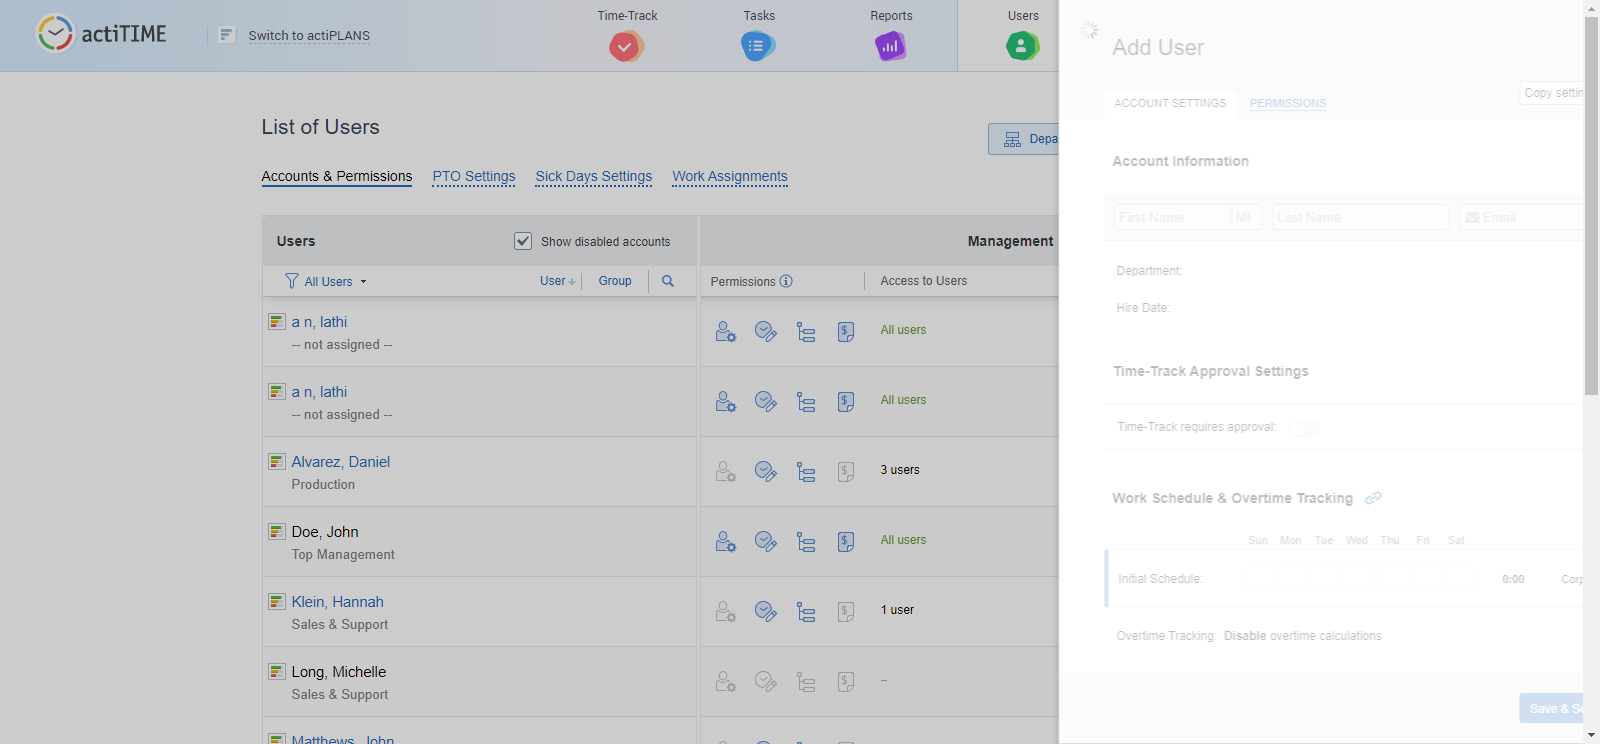 actiTIME
Switch to actiPLANS
Time-Track
Tasks
Reports
Users
List of Users
Depa
Accounts & Permissions
PTO Settings
Sick Days Settings
Work Assignments
Users
Show disabled accounts
Management
All Users
User
Group
Permissions
Access to Users
a n, lathi
-- not assigned --
All users
a n, lathi
-- not assigned --
All users
Alvarez, Daniel
Production
3 users
Doe, John
Top Management
All users
Klein, Hannah
Sales & Support
1 user
Long, Michelle
Sales & Support
–
Matthews, John
Add User
Copy settin
ACCOUNT SETTINGS
PERMISSIONS
Account Information
First Name
MI
Last Name
Email
Department:
Hire Date:
Time-Track Approval Settings
Time-Track requires approval:
Work Schedule & Overtime Tracking
Sun Mon Tue Wed Thu Fri Sat
Initial Schedule:
0:00
Corp
Overtime Tracking: Disable overtime calculations
Save & Se